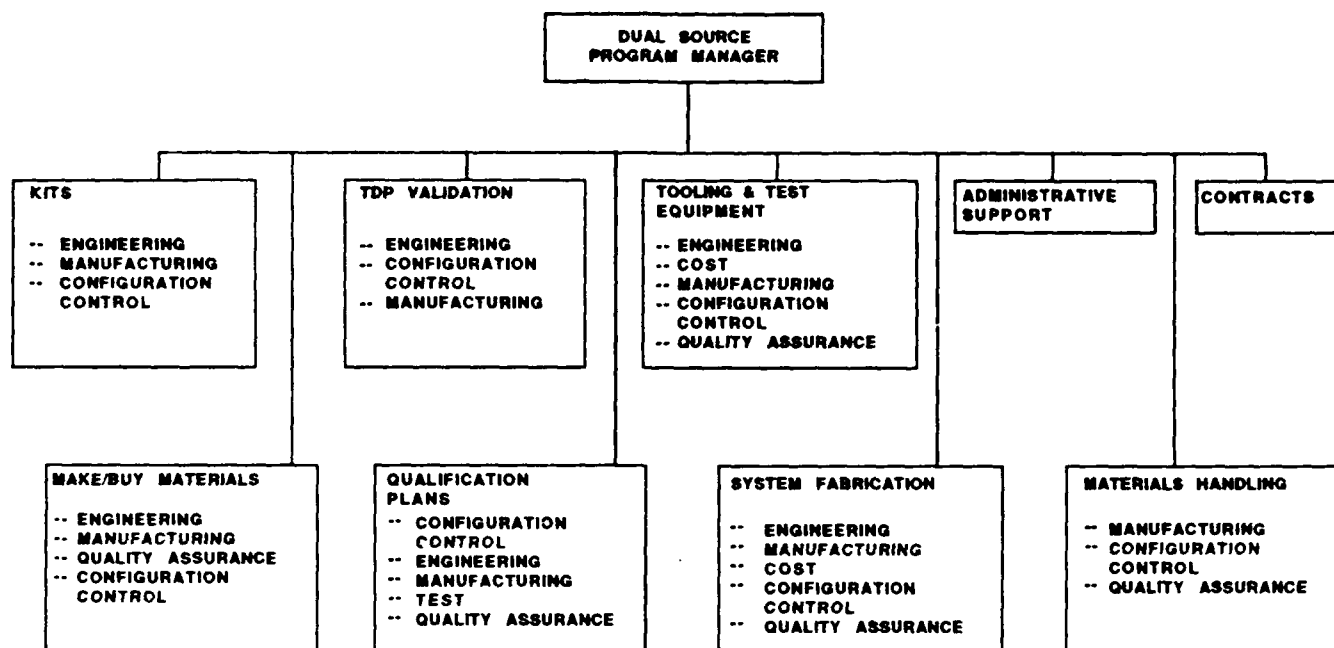 DUAL SOURCE
PROGRAM MANAGER
KITS
-- ENGINEERING
-- MANUFACTURING
-- CONFIGURATION
CONTROL
TDP VALIDATION
-- ENGINEERING
-- CONFIGURATION
CONTROL
-- MANUFACTURING
TOOLING & TEST
EQUIPMENT
-- ENGINEERING
-- COST
-- MANUFACTURING
-- CONFIGURATION
CONTROL
-- QUALITY ASSURANCE
ADMINISTRATIVE
SUPPORT
CONTRACTS
MAKE/BUY MATERIALS
-- ENGINEERING
-- MANUFACTURING
-- QUALITY ASSURANCE
-- CONFIGURATION
CONTROL
QUALIFICATION
PLANS
-- CONFIGURATION
CONTROL
-- ENGINEERING
-- MANUFACTURING
-- TEST
-- QUALITY ASSURANCE
SYSTEM FABRICATION
-- ENGINEERING
-- MANUFACTURING
-- COST
-- CONFIGURATION
CONTROL
-- QUALITY ASSURANCE
MATERIALS HANDLING
-- MANUFACTURING
-- CONFIGURATION
CONTROL
-- QUALITY ASSURANCE